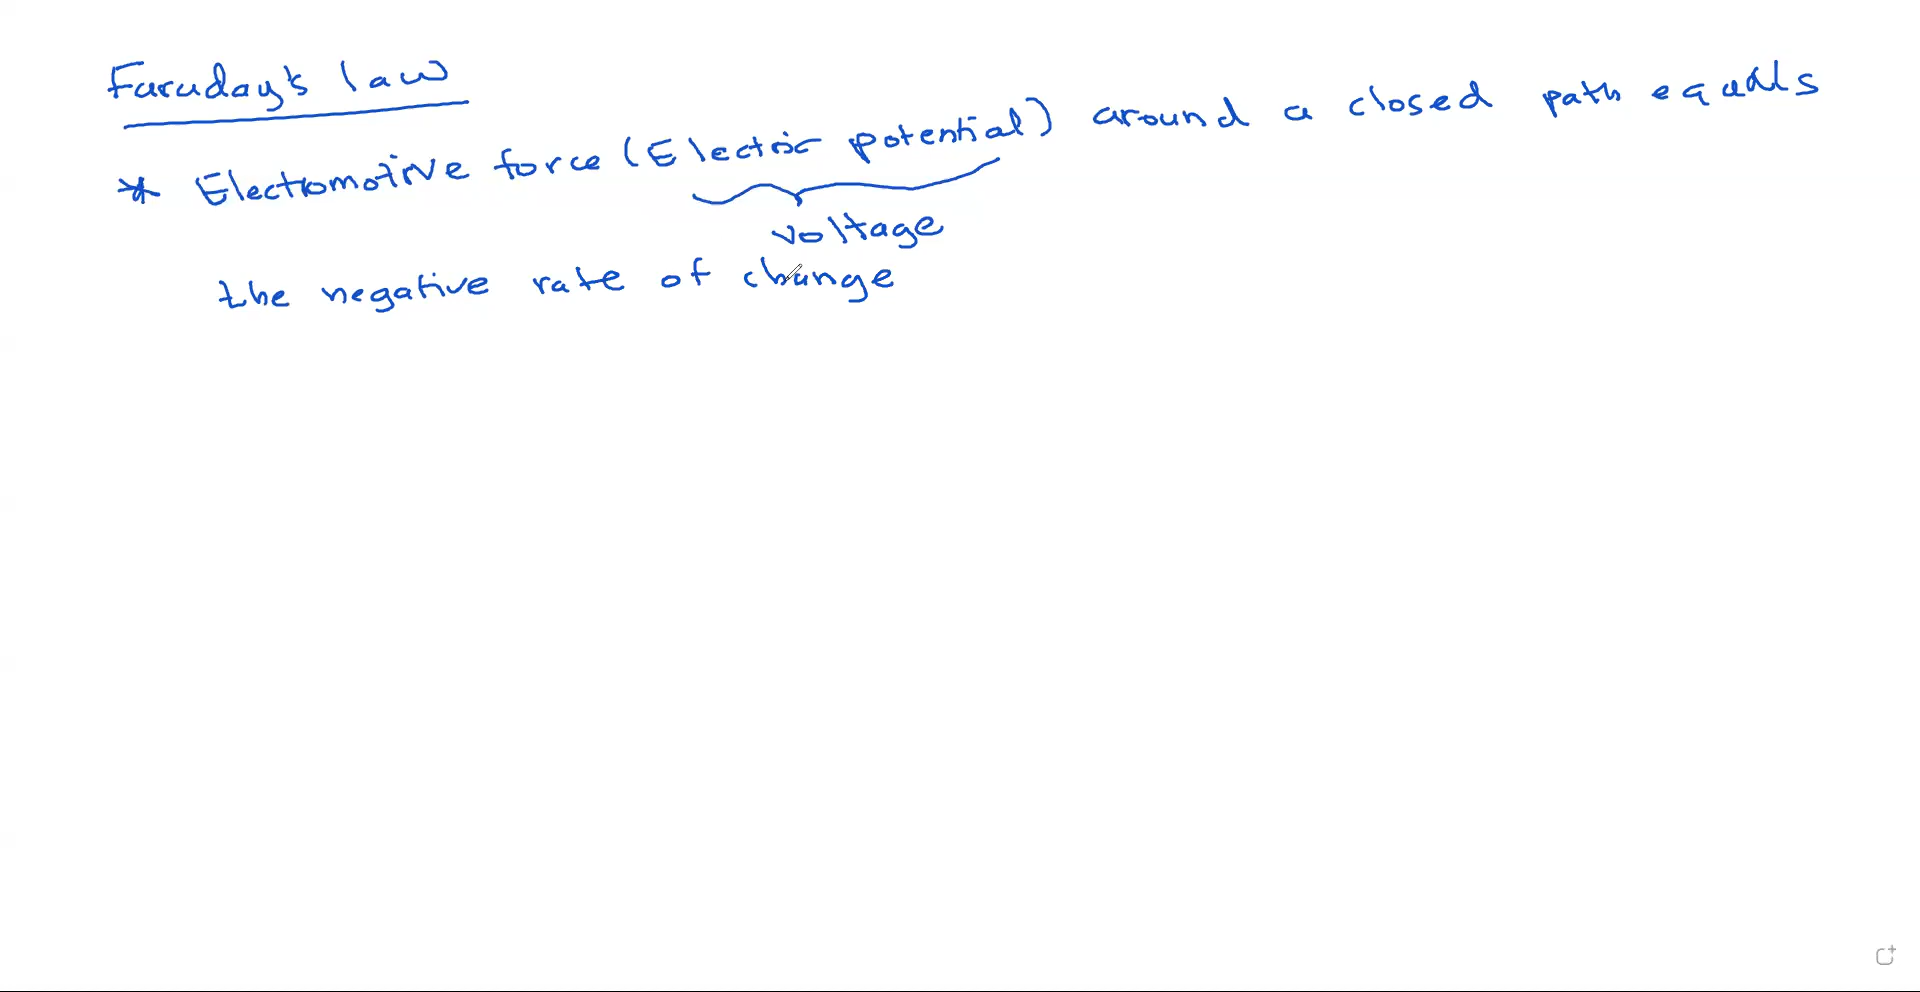 Faraday's law
* Electromotive force (Electric potential) around a closed path equals
voltage
the negative rate of change